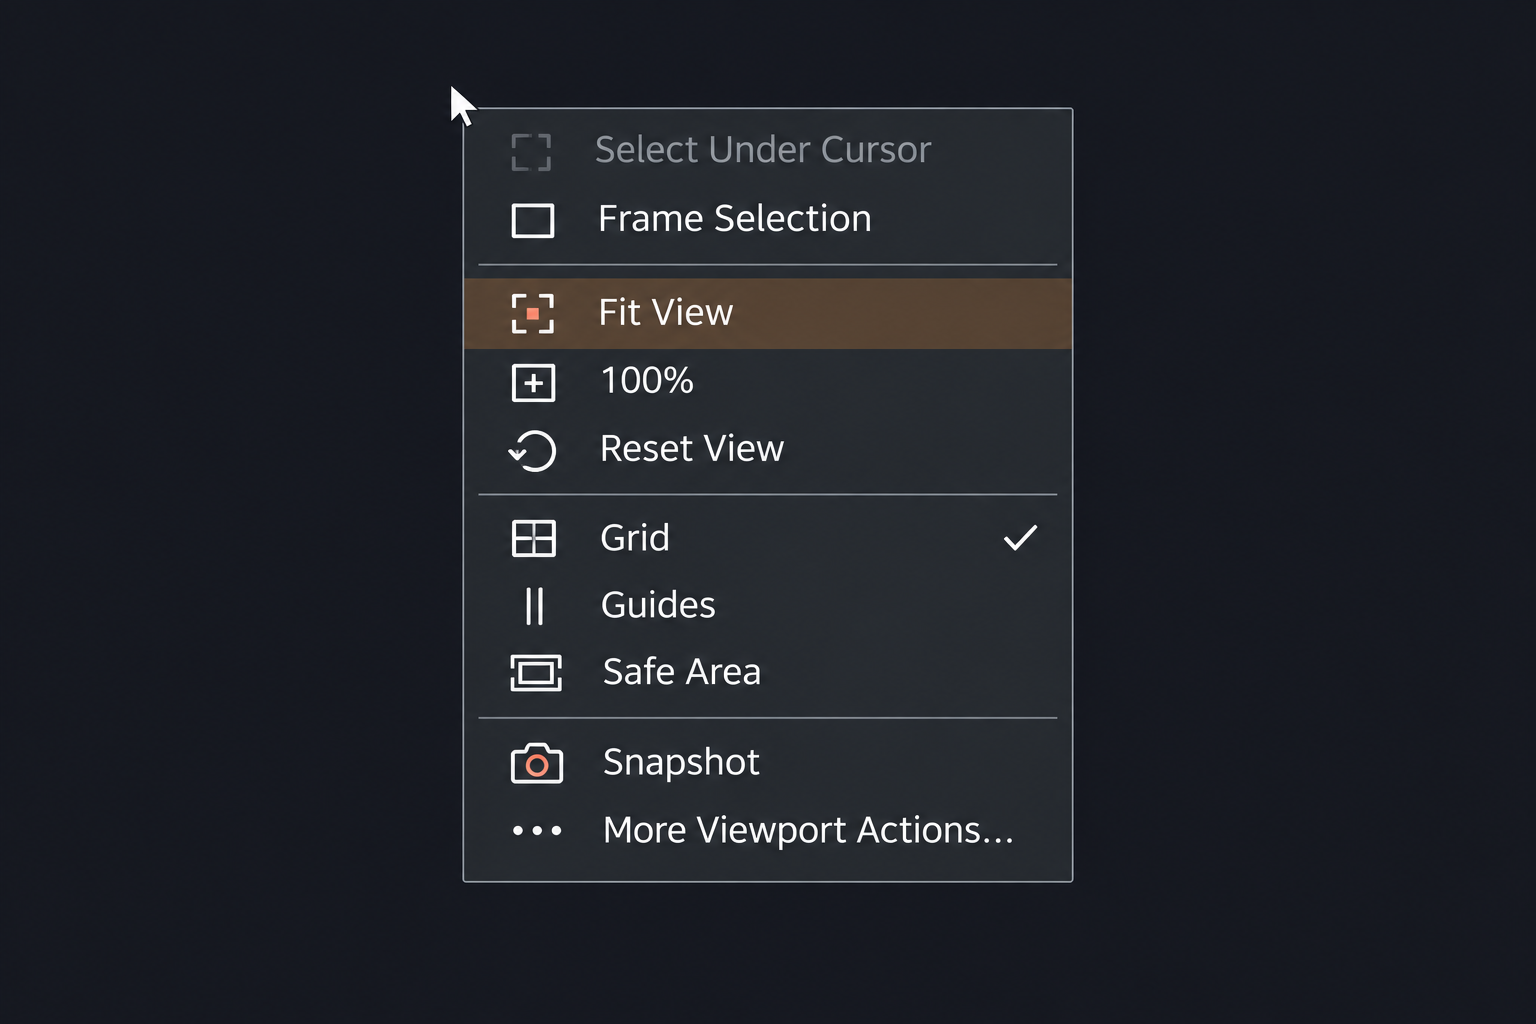 Select Under Cursor
Frame Selection
Fit View
100%
Reset View
Grid
Guides
Safe Area
Snapshot
More Viewport Actions...